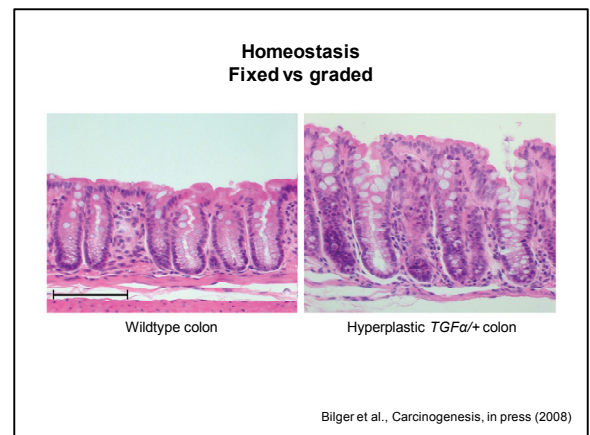 Homeostasis
Fixed vs graded
Wildtype colon
Hyperplastic TGFα/+ colon
Bilger et al., Carcinogenesis, in press (2008)